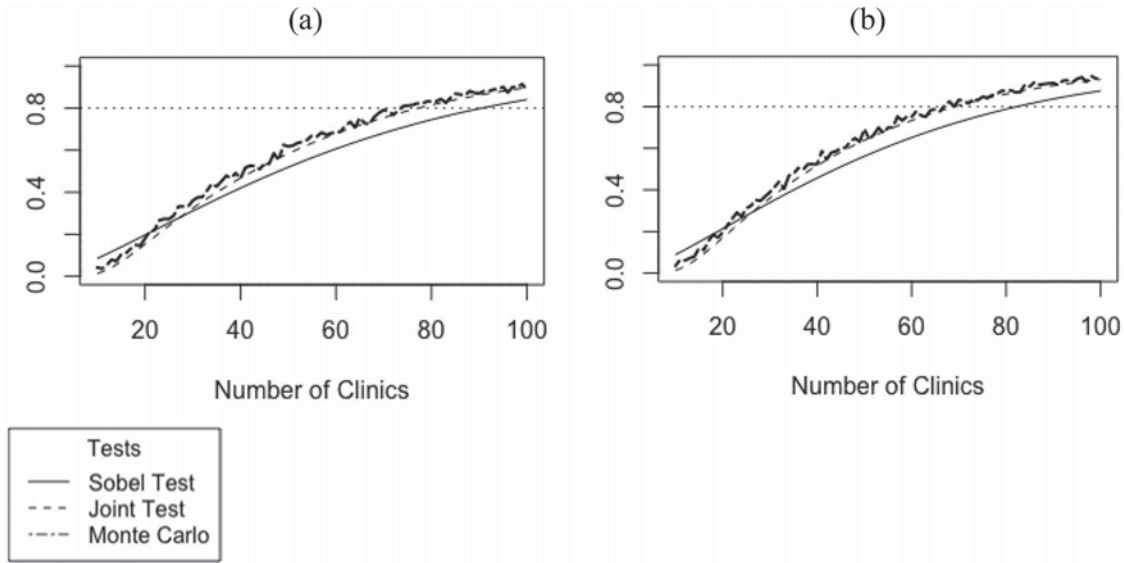 (a)
0.8
0.4
0.0
20 40 60 80 100
Number of Clinics
(b)
0.8
0.4
0.0
20 40 60 80 100
Number of Clinics
Tests
Sobel Test
Joint Test
Monte Carlo